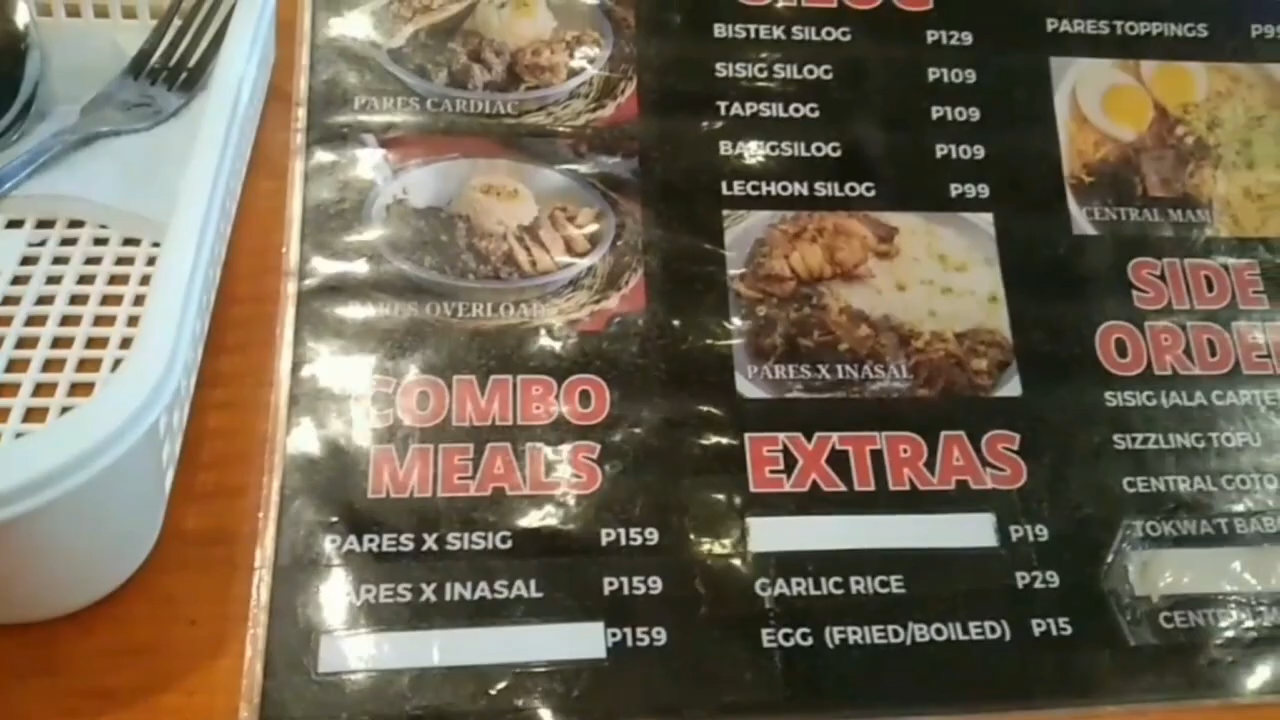 PARES CARDIAC
PARES OVERLOAD
COMBO
MEALS
PARES X SISIG P159
PARES X INASAL P159
P159
SILOG
BISTEK SILOG P129
SISIG SILOG P109
TAPSILOG P109
BANGSILOG P109
LECHON SILOG P99
PARES X INASAL
EXTRAS
P19
GARLIC RICE P29
EGG (FRIED/BOILED) P15
PARES TOPPINGS P99
CENTRAL MAMI
SIDE
ORDER
SISIG (ALA CARTE)
SIZZLING TOFU
CENTRAL GOTO
TOKWA'T BAB